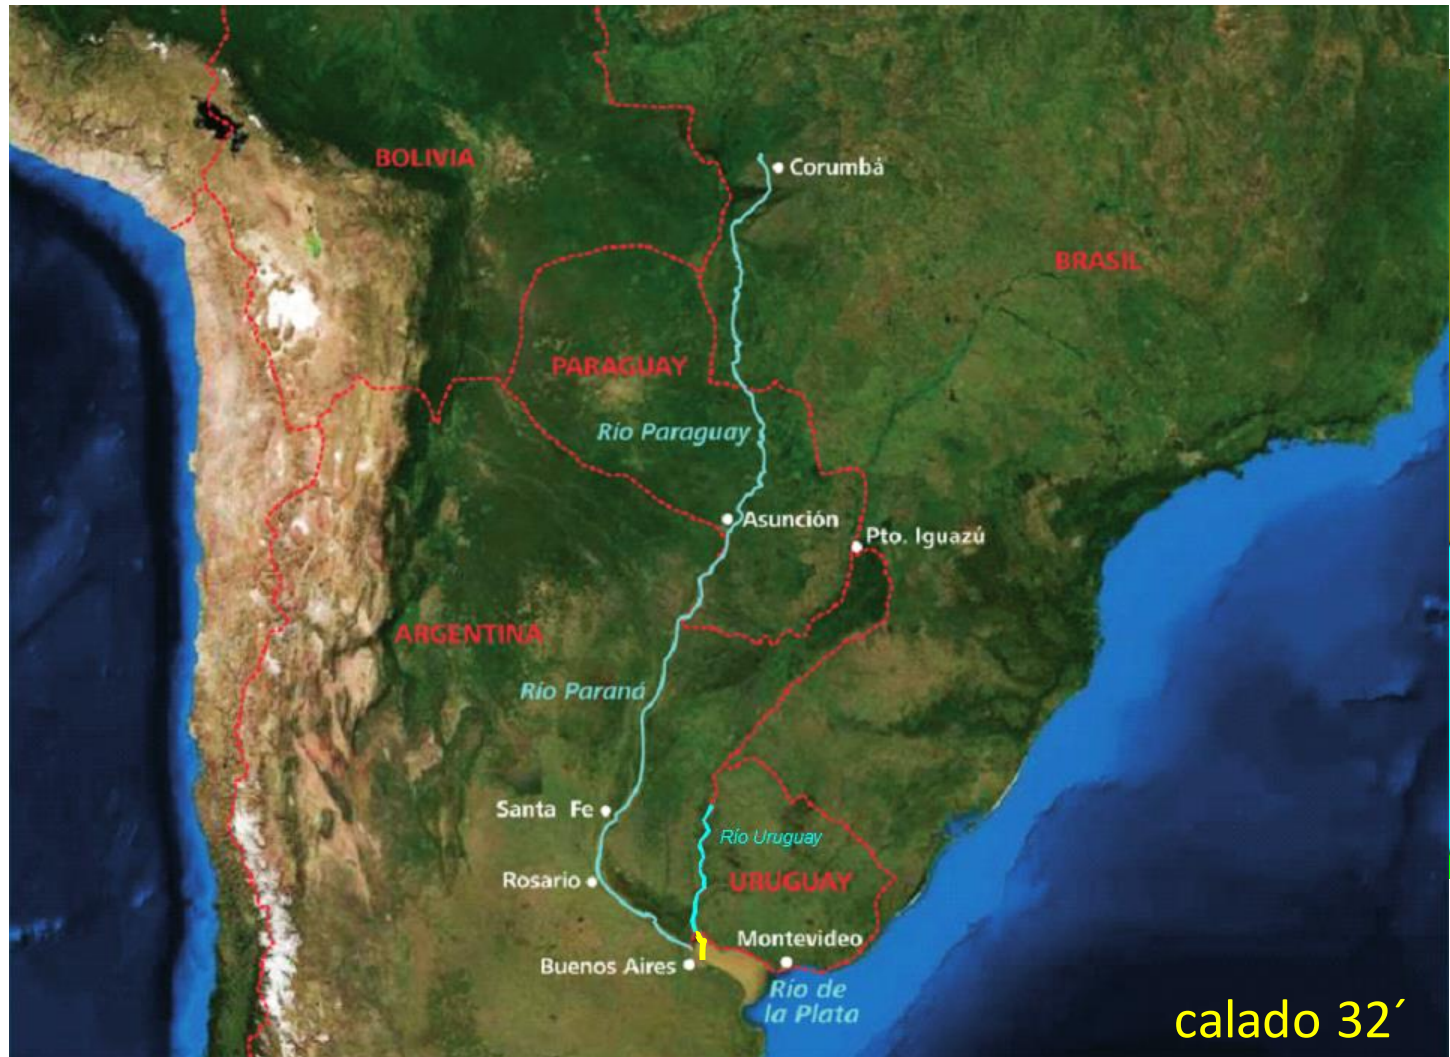 BOLIVIA
Corumbá
BRASIL
PARAGUAY
Río Paraguay
Asunción
Pto. Iguazú
ARGENTINA
Río Paraná
Santa Fe
Río Uruguay
Rosario
URUGUAY
Montevideo
Buenos Aires
Río de
la Plata
calado 32´